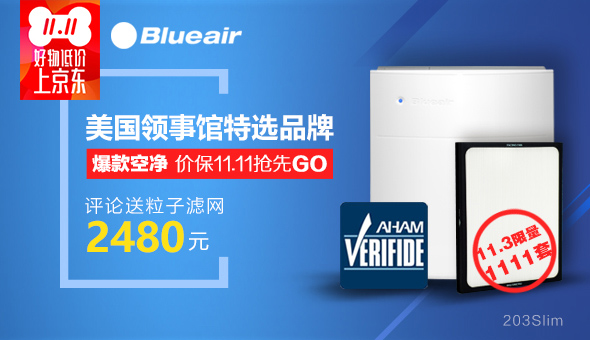 11.11
好物低价
上京东
Blueair
美国领事馆特选品牌
爆款空净 价保11.11抢先GO
评论送粒子滤网
2480元
Blueair
AHAM
VERIFIDE
11.3限量
1111套
203Slim